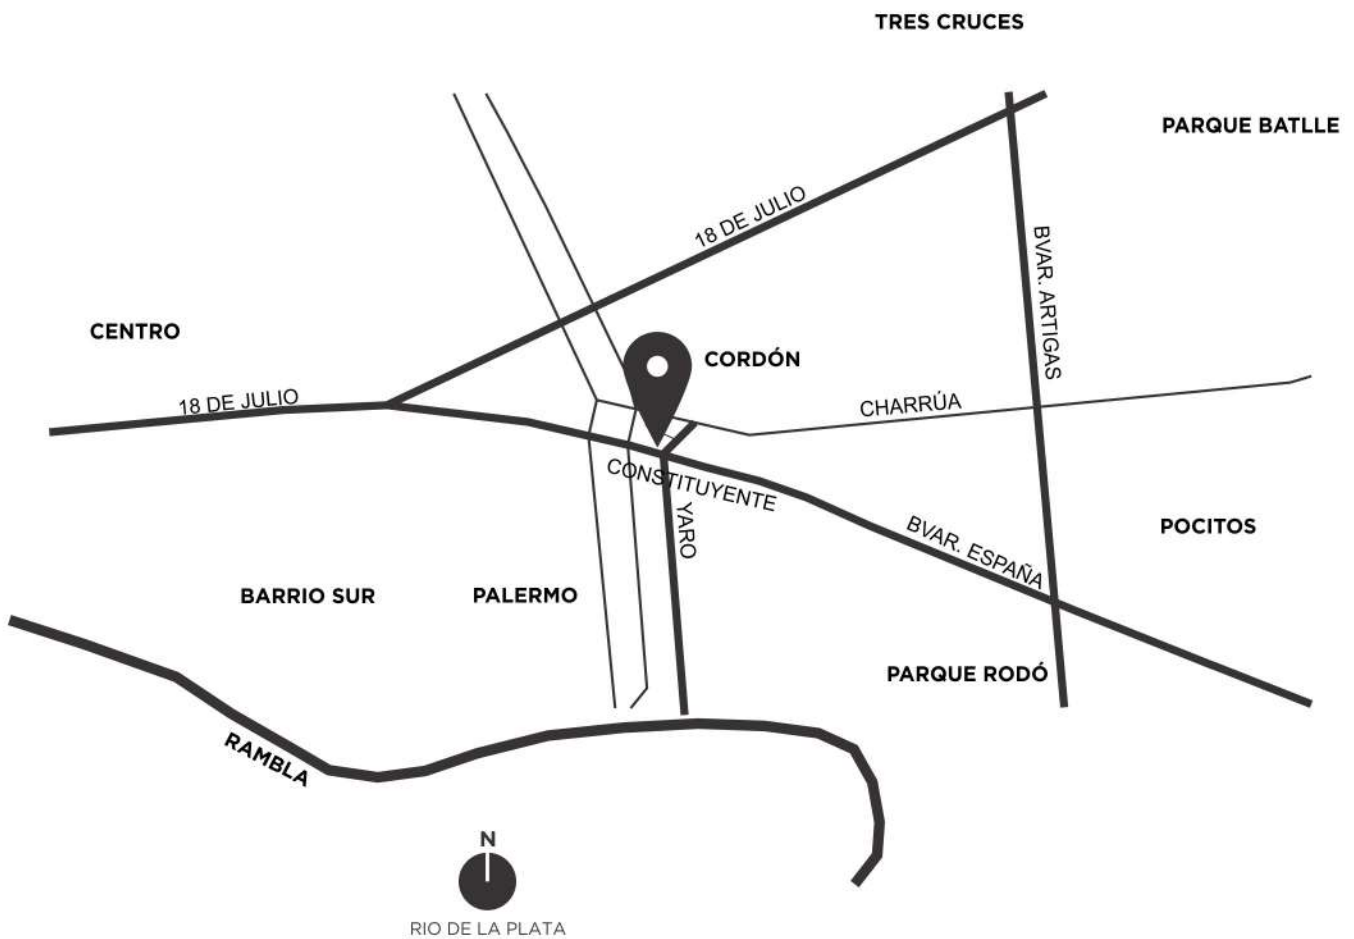 TRES CRUCES
PARQUE BATLLE
18 DE JULIO
BVAR. ARTIGAS
CENTRO
CORDÓN
18 DE JULIO
CHARRÚA
CONSTITUYENTE
YARO
BVAR. ESPAÑA
POCITOS
BARRIO SUR
PALERMO
PARQUE RODÓ
RAMBLA
N
RIO DE LA PLATA